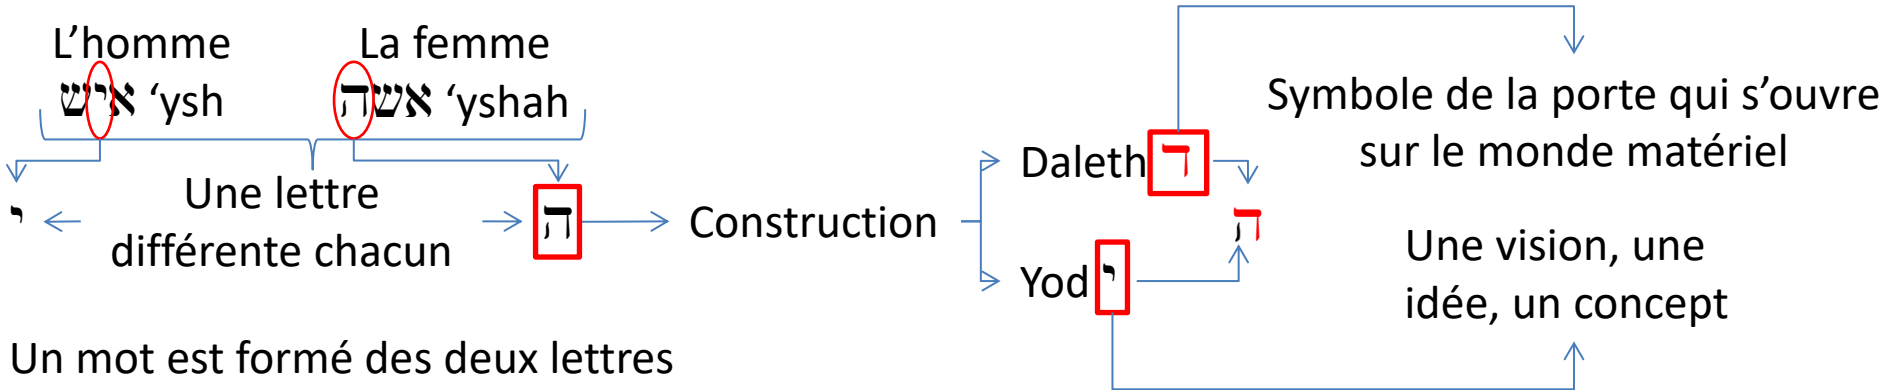 L’homme
איש ‘ysh
La femme
אשה ‘yshah
Une lettre
différente chacun
י
ה
Construction
Daleth ד
Yod י
ה
Symbole de la porte qui s’ouvre
sur le monde matériel
Une vision, une
idée, un concept
Un mot est formé des deux lettres